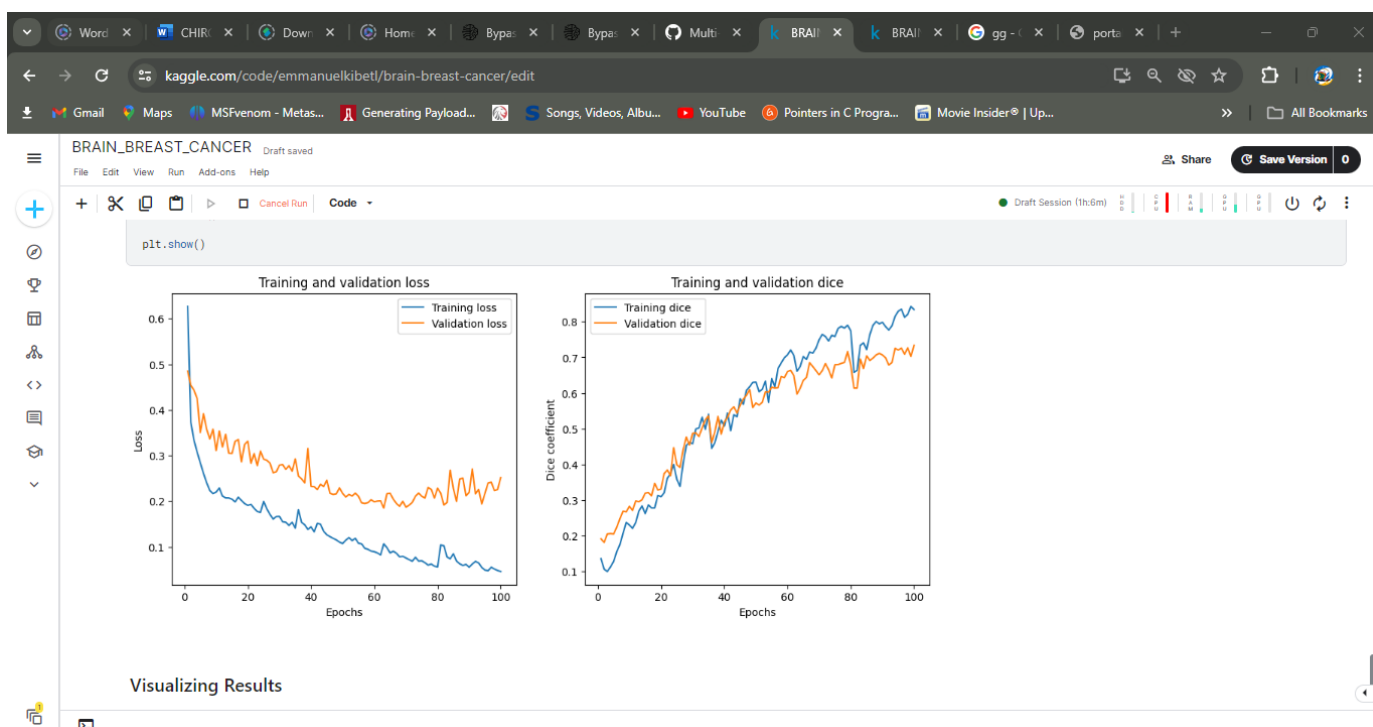 Word CHIR Down Home Bypas Bypas Multi- BRAI BRAI gg - porta
kaggle.com/code/emmanuelkibetl/brain-breast-cancer/edit
Gmail Maps MSFvenom - Metas... Generating Payload... Songs, Videos, Albu... YouTube Pointers in C Progra... Movie Insider® | Up... » All Bookmarks
BRAIN_BREAST_CANCER Draft saved
File Edit View Run Add-ons Help
Share Save Version 0
Cancel Run Code Draft Session (1h:6m)
plt.show()
Training and validation loss
Training loss
Validation loss
0.6
0.5
0.4
0.3
0.2
0.1
Loss
0 20 40 60 80 100
Epochs
Training and validation dice
Training dice
Validation dice
0.8
0.7
0.6
0.5
0.4
0.3
0.2
0.1
Dice coefficient
0 20 40 60 80 100
Epochs
Visualizing Results
1